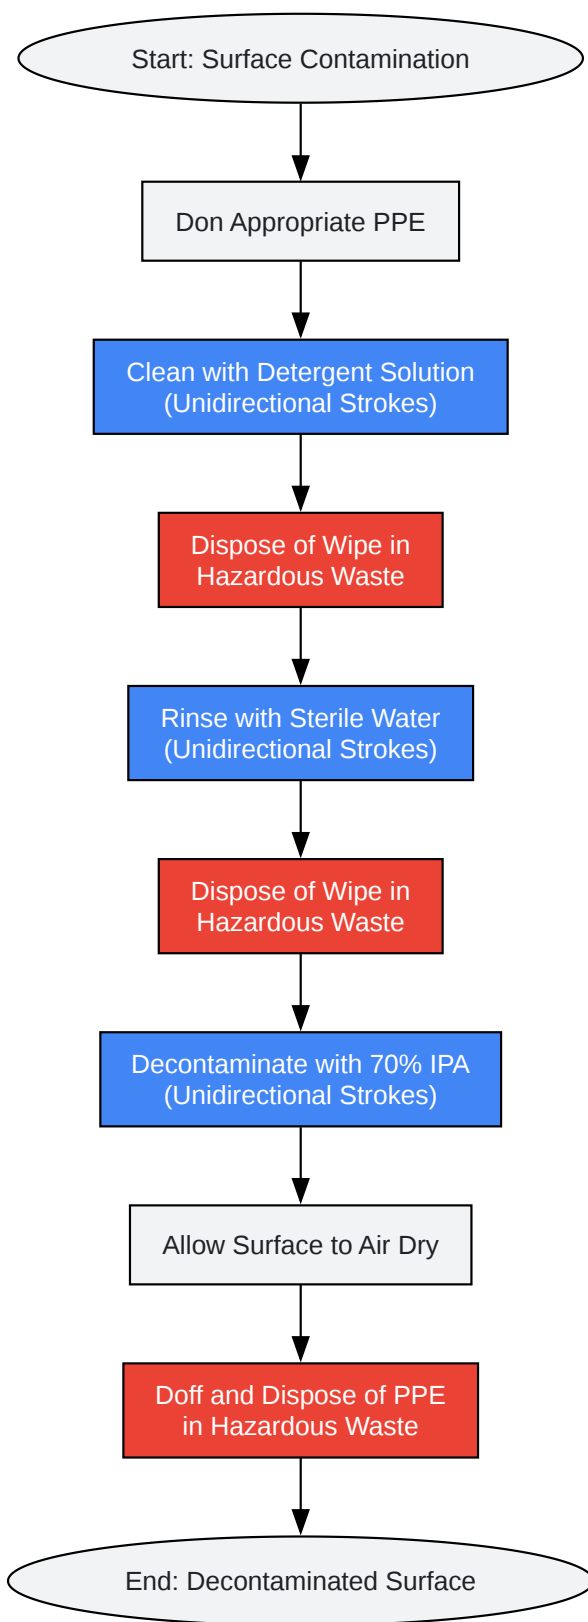 Start: Surface Contamination
Don Appropriate PPE
Clean with Detergent Solution
(Unidirectional Strokes)
Dispose of Wipe in
Hazardous Waste
Rinse with Sterile Water
(Unidirectional Strokes)
Dispose of Wipe in
Hazardous Waste
Decontaminate with 70% IPA
(Unidirectional Strokes)
Allow Surface to Air Dry
Doff and Dispose of PPE
in Hazardous Waste
End: Decontaminated Surface